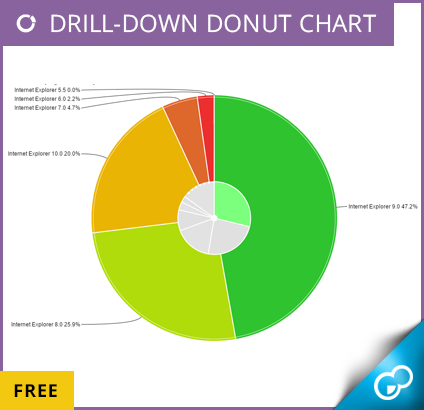 DRILL-DOWN DONUT CHART
Internet Explorer 5.5 0.0%
Internet Explorer 6.0 2.2%
Internet Explorer 7.0 4.7%
Internet Explorer 10.0 20.0%
Internet Explorer 9.0 47.2%
Internet Explorer 8.0 25.9%
FREE